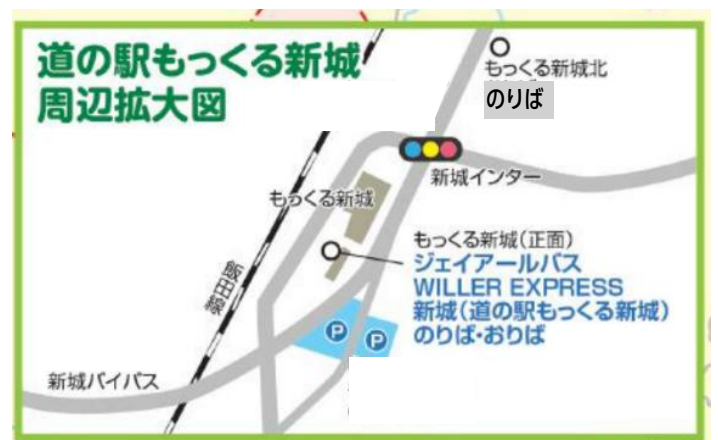 道の駅もっくる新城
周辺拡大図
もっくる新城北
のりば
新城インター
もっくる新城
もっくる新城(正面)
ジェイアールバス
WILLER EXPRESS
新城(道の駅もっくる新城)
のりば・おりば
飯田線
P
P
新城バイパス